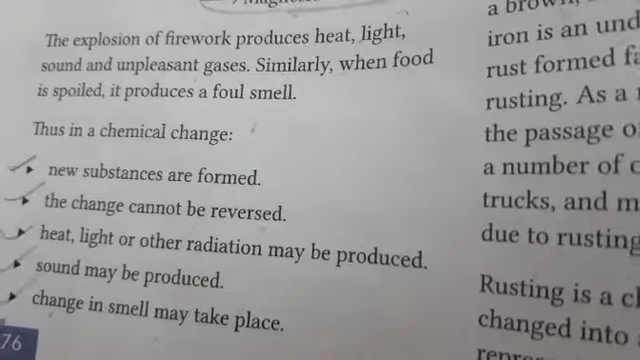 The explosion of firework produces heat, light,
sound and unpleasant gases. Similarly, when food
is spoiled, it produces a foul smell.
Thus in a chemical change:
new substances are formed.
the change cannot be reversed.
heat, light or other radiation may be produced.
sound may be produced.
change in smell may take place.
76
a brown,
iron is an
rust formed
rusting. As a
the passage
a number of
trucks, and
due to rusting
Rusting is a
changed into